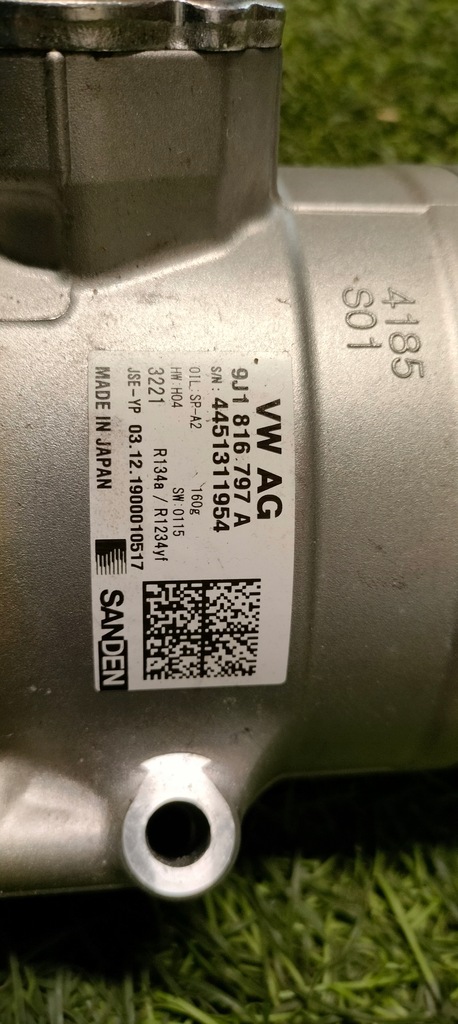 4185
S01
VW AG
9J1 816 797 A
S/N: 4451311954
OIL:SP-A2 160g
HW:H04 SW:0115
3221 R134a / R1234yf
JSE-YP 03.12.1900010517
MADE IN JAPAN
SANDEN